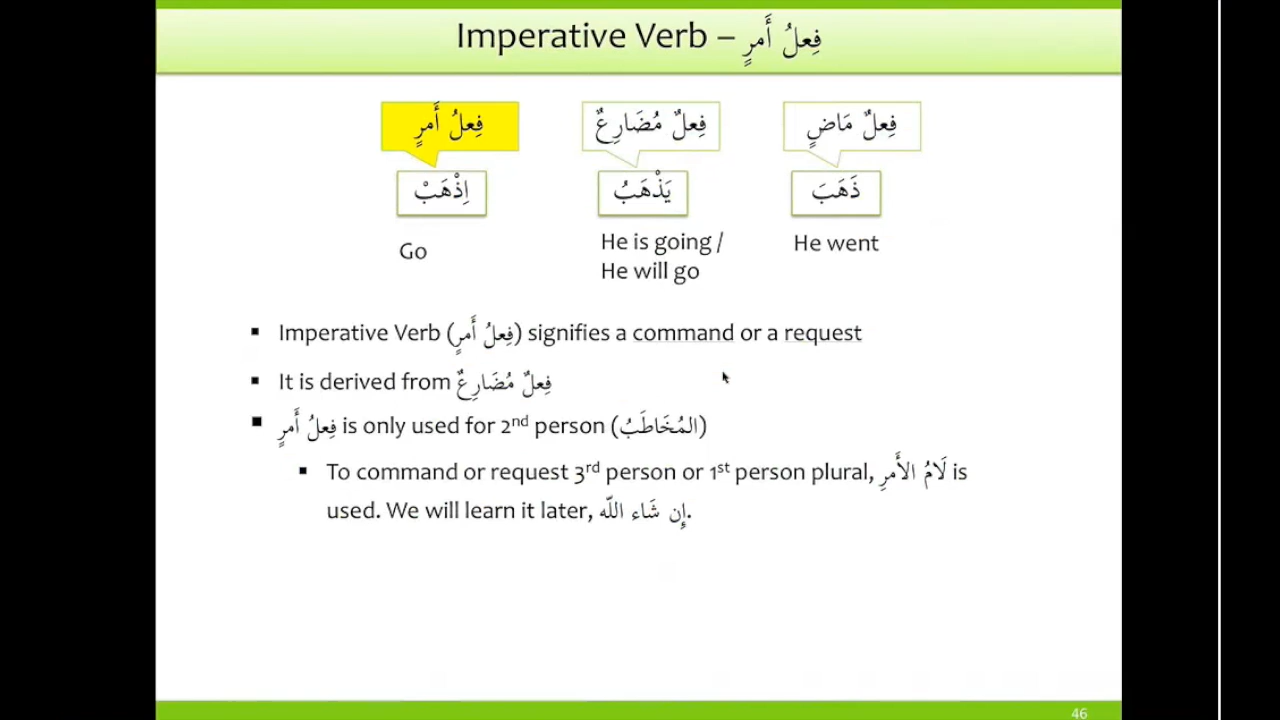 Imperative Verb – فِعلُ أَمرٍ
فِعلُ أَمرٍ
فِعلٌ مُضَارِعٌ
فِعلٌ مَاضٍ
اِذْهَبْ
يَذْهَبُ
ذَهَبَ
Go
He is going /
He will go
He went
Imperative Verb (فِعلُ أَمرٍ) signifies a command or a request
It is derived from فِعلٌ مُضَارِعٌ
فِعلُ أَمرٍ is only used for 2nd person (المُخَاطَبُ)
To command or request 3rd person or 1st person plural, لَامُ الأَمرِ is
used. We will learn it later, إِن شَاء اللّه.
46